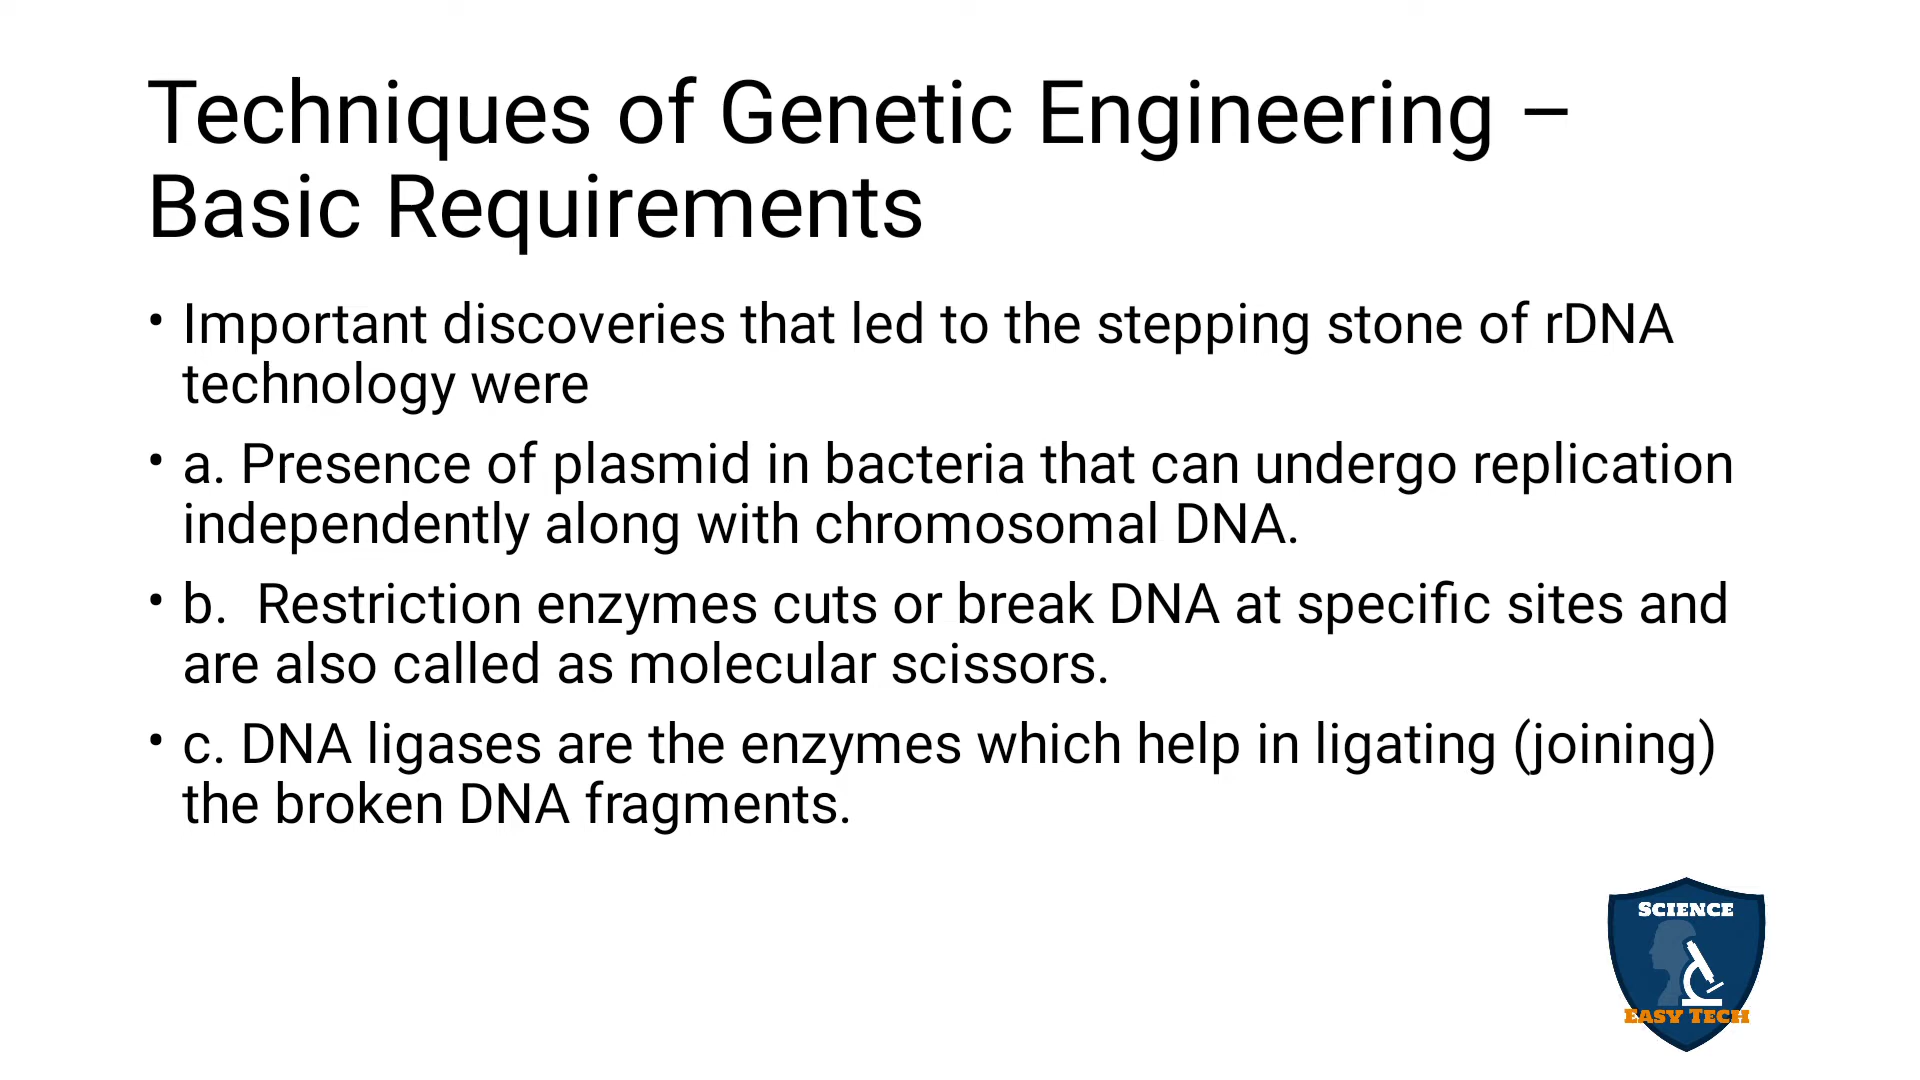 Techniques of Genetic Engineering –
Basic Requirements
• Important discoveries that led to the stepping stone of rDNA
technology were
• a. Presence of plasmid in bacteria that can undergo replication
independently along with chromosomal DNA.
• b.  Restriction enzymes cuts or break DNA at specific sites and
are also called as molecular scissors.
• c. DNA ligases are the enzymes which help in ligating (joining)
the broken DNA fragments.
SCIENCE
EASY TECH